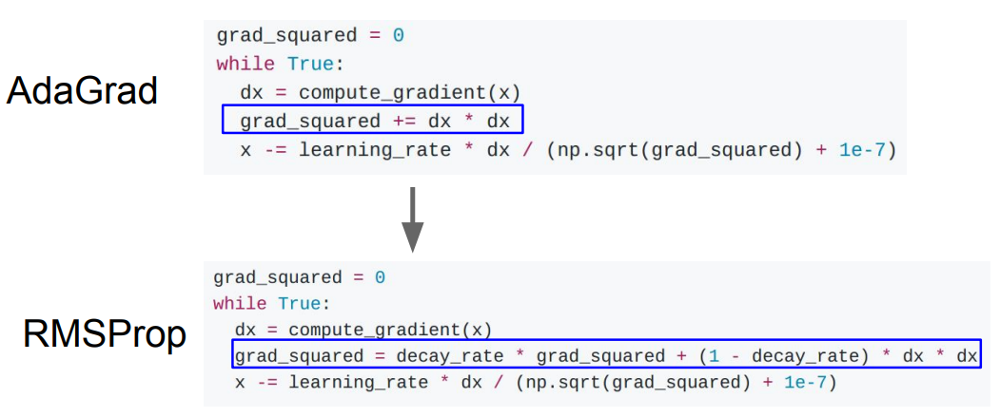 AdaGrad
grad_squared = 0
while True:
dx = compute_gradient(x)
grad_squared += dx * dx
x -= learning_rate * dx / (np.sqrt(grad_squared) + 1e-7)
RMSProp
grad_squared = 0
while True:
dx = compute_gradient(x)
grad_squared = decay_rate * grad_squared + (1 - decay_rate) * dx * dx
x -= learning_rate * dx / (np.sqrt(grad_squared) + 1e-7)